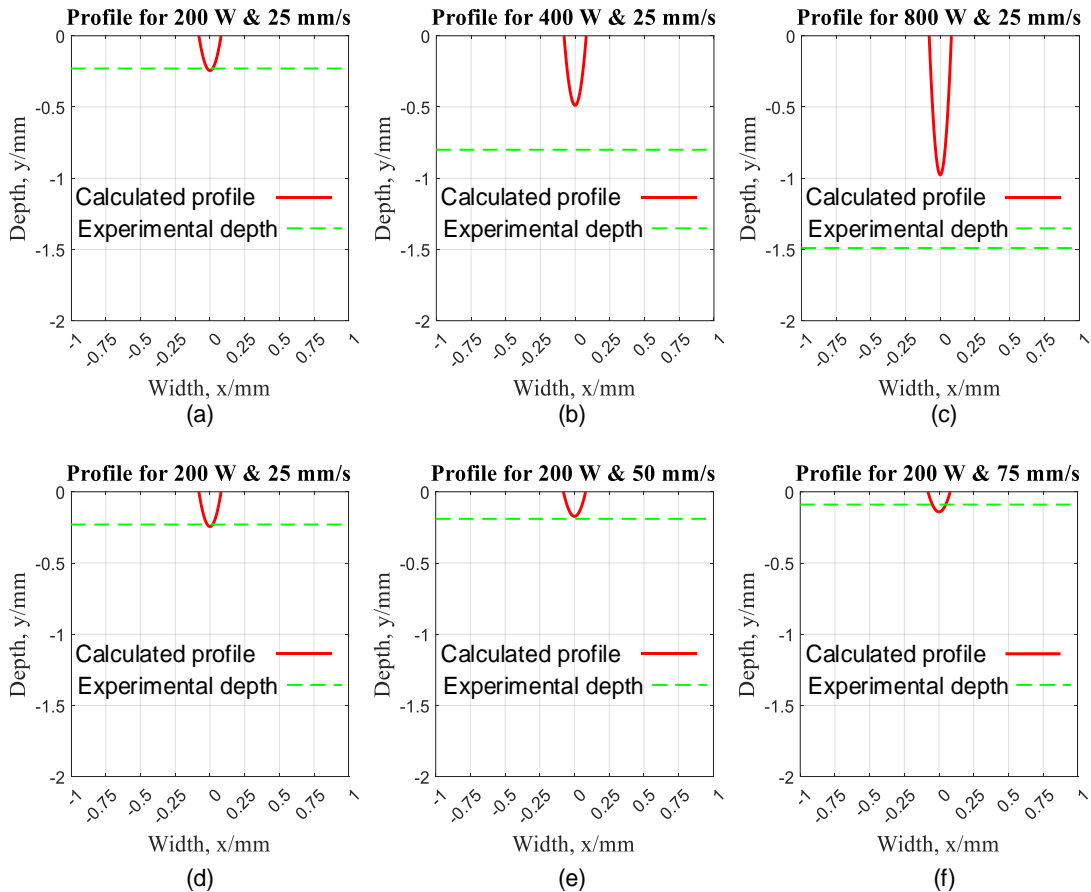 Profile for 200 W & 25 mm/s
0
-0.5
-1
-1.5
-2
Depth, y/mm
Calculated profile
Experimental depth
-1
-0.75
-0.5
-0.25
0
0.25
0.5
0.75
1
Width, x/mm
(a)
Profile for 400 W & 25 mm/s
0
-0.5
-1
-1.5
-2
Depth, y/mm
Calculated profile
Experimental depth
-1
-0.75
-0.5
-0.25
0
0.25
0.5
0.75
1
Width, x/mm
(b)
Profile for 800 W & 25 mm/s
0
-0.5
-1
-1.5
-2
Depth, y/mm
Calculated profile
Experimental depth
-1
-0.75
-0.5
-0.25
0
0.25
0.5
0.75
1
Width, x/mm
(c)
Profile for 200 W & 25 mm/s
0
-0.5
-1
-1.5
-2
Depth, y/mm
Calculated profile
Experimental depth
-1
-0.75
-0.5
-0.25
0
0.25
0.5
0.75
1
Width, x/mm
(d)
Profile for 200 W & 50 mm/s
0
-0.5
-1
-1.5
-2
Depth, y/mm
Calculated profile
Experimental depth
-1
-0.75
-0.5
-0.25
0
0.25
0.5
0.75
1
Width, x/mm
(e)
Profile for 200 W & 75 mm/s
0
-0.5
-1
-1.5
-2
Depth, y/mm
Calculated profile
Experimental depth
-1
-0.75
-0.5
-0.25
0
0.25
0.5
0.75
1
Width, x/mm
(f)